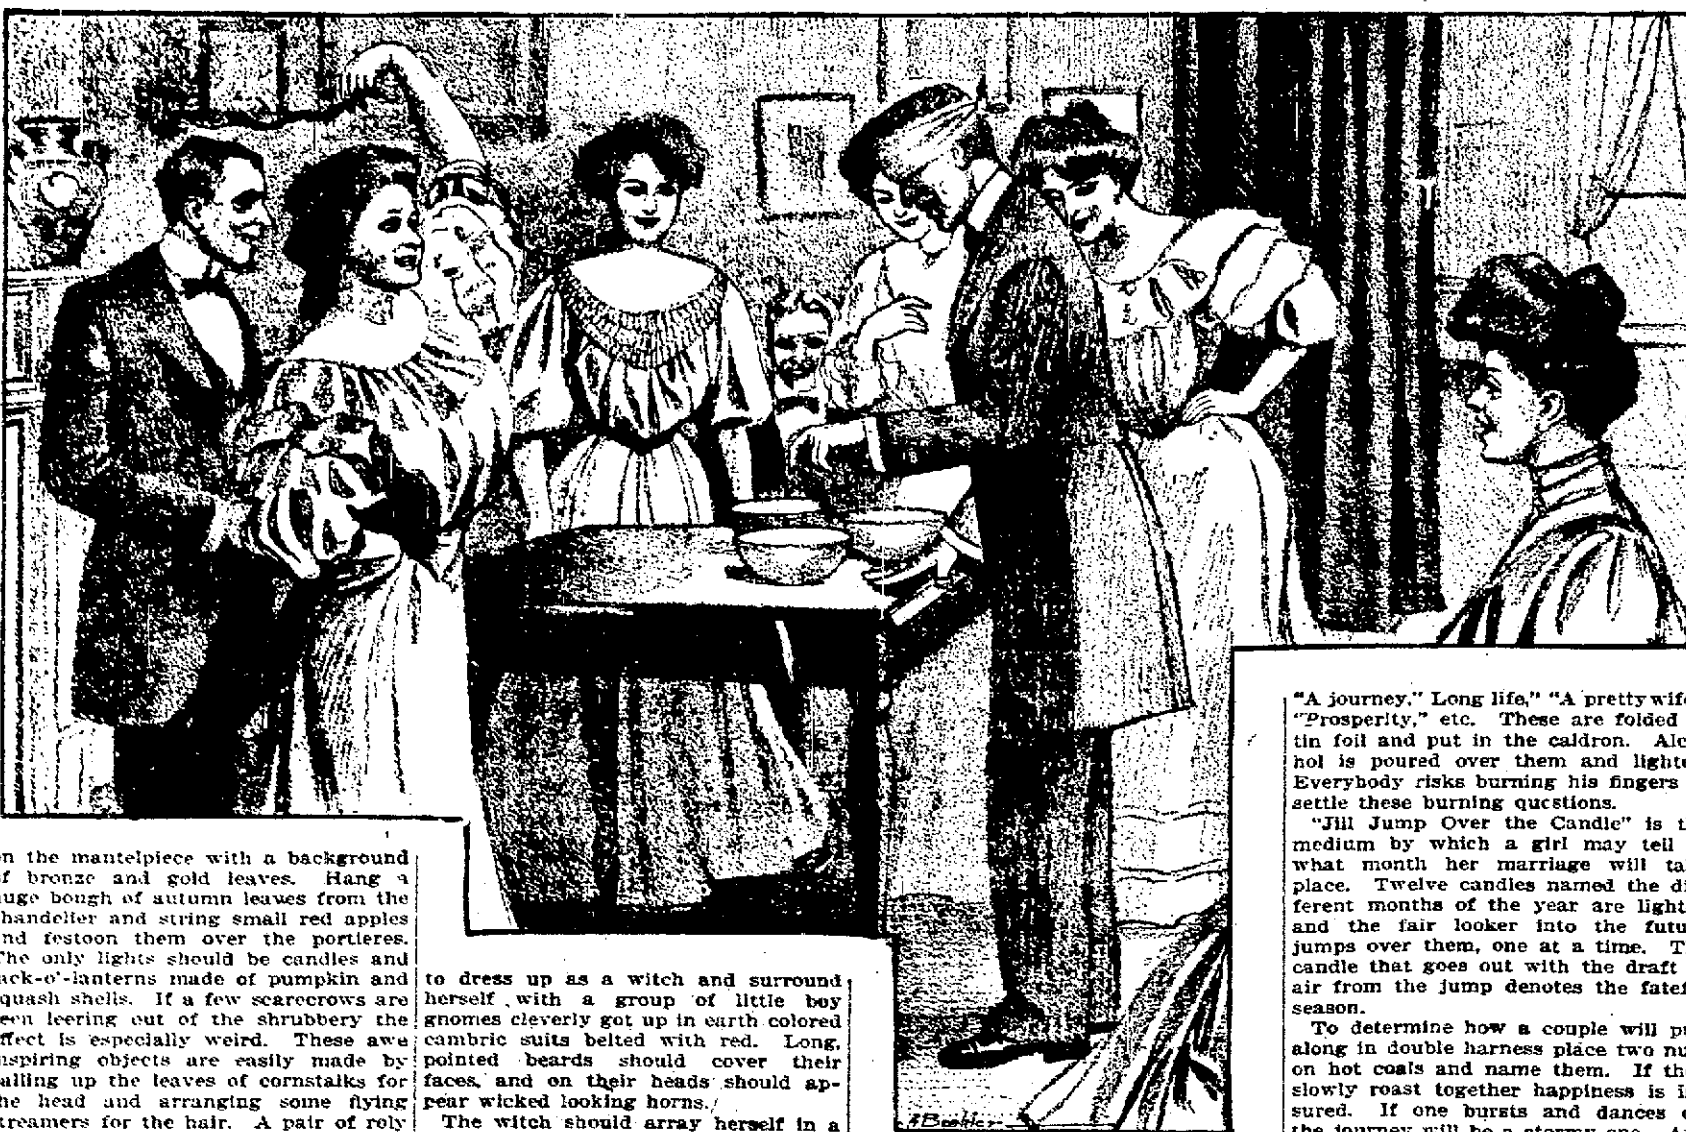 n the mantelpiece with a background
f bronze and gold leaves. Hang a
uge bough of autumn leaves from the
handelier and string small red apples
nd festoon them over the portieres.
he only lights should be candles and
ack-o'-lanterns made of pumpkin and
quash shells. If a few scarecrows are
een leering out of the shrubbery the
ffect is especially weird. These awe
nspiring objects are easily made by
alling up the leaves of cornstalks for
he head and arranging some flying
treamers for the hair. A pair of roly
to dress up as a witch and surround
herself with a group of little boy
gnomes cleverly got up in earth colored
cambric suits belted with red. Long,
pointed beards should cover their
faces, and on their heads should ap-
pear wicked looking horns.
The witch should array herself in a
"A journey," Long life," "A pretty wife
"Prosperity," etc. These are folded
tin foil and put in the caldron. Alc
hol is poured over them and lighte
Everybody risks burning his fingers
settle these burning questions.
"Jill Jump Over the Candle" is t
medium by which a girl may tell
what month her marriage will ta
place. Twelve candles named the di
ferent months of the year are light
and the fair looker into the futu
jumps over them, one at a time. T
candle that goes out with the draft
air from the jump denotes the fatef
season.
To determine how a couple will pu
along in double harness place two nu
on hot coals and name them. If the
slowly roast together happiness is i
sured. If one bursts and dances
the journey will be a stormy one.